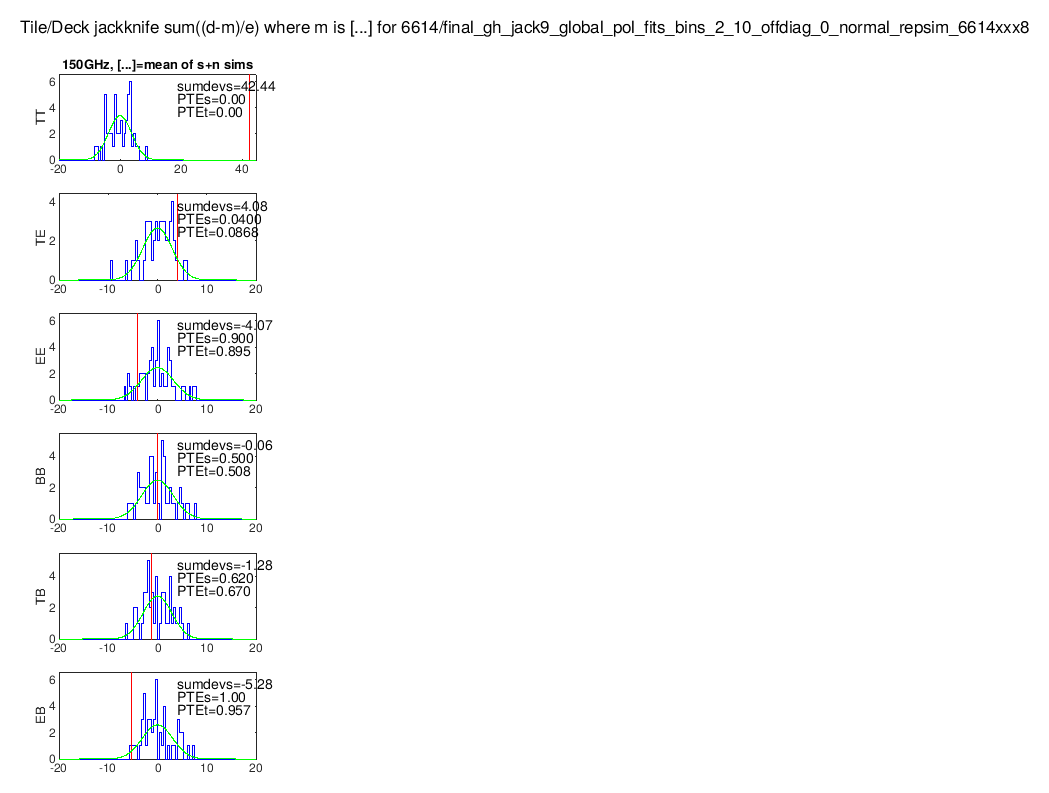 Tile/Deck jackknife sum((d-m)/e) where m is [...] for 6614/final_gh_jack9_global_pol_fits_bins_2_10_offdiag_0_normal_repsim_6614xxx8
150GHz, [...]=mean of s+n sims
sumdevs=42.44
PTEs=0.00
PTEt=0.00
TT
6
4
2
0
-20 0 20 40
sumdevs=4.08
PTEs=0.0400
PTEt=0.0868
TE
4
2
0
-20 -10 0 10 20
sumdevs=-4.07
PTEs=0.900
PTEt=0.895
EE
6
4
2
0
-20 -10 0 10 20
sumdevs=-0.06
PTEs=0.500
PTEt=0.508
BB
4
2
0
-20 -10 0 10 20
sumdevs=-1.28
PTEs=0.620
PTEt=0.670
TB
4
2
0
-20 -10 0 10 20
sumdevs=-5.28
PTEs=1.00
PTEt=0.957
EB
6
4
2
0
-20 -10 0 10 20